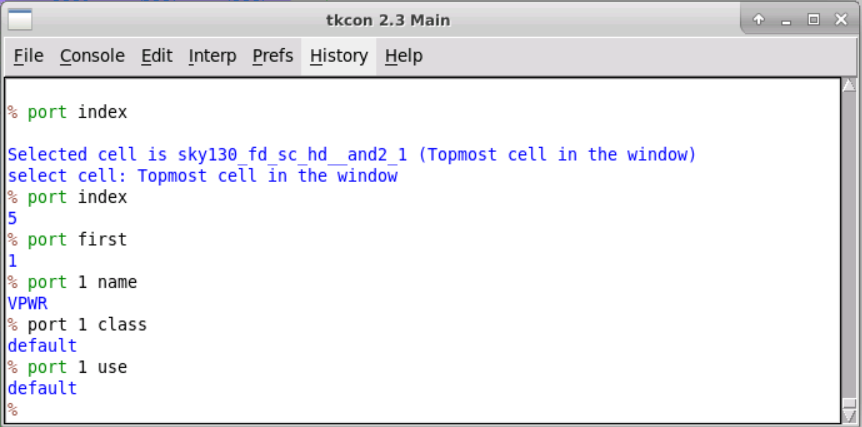 tkcon 2.3 Main
File Console Edit Interp Prefs History Help
% port index
Selected cell is sky130_fd_sc_hd__and2_1 (Topmost cell in the window)
select cell: Topmost cell in the window
% port index
5
% port first
1
% port 1 name
VPWR
% port 1 class
default
% port 1 use
default
%